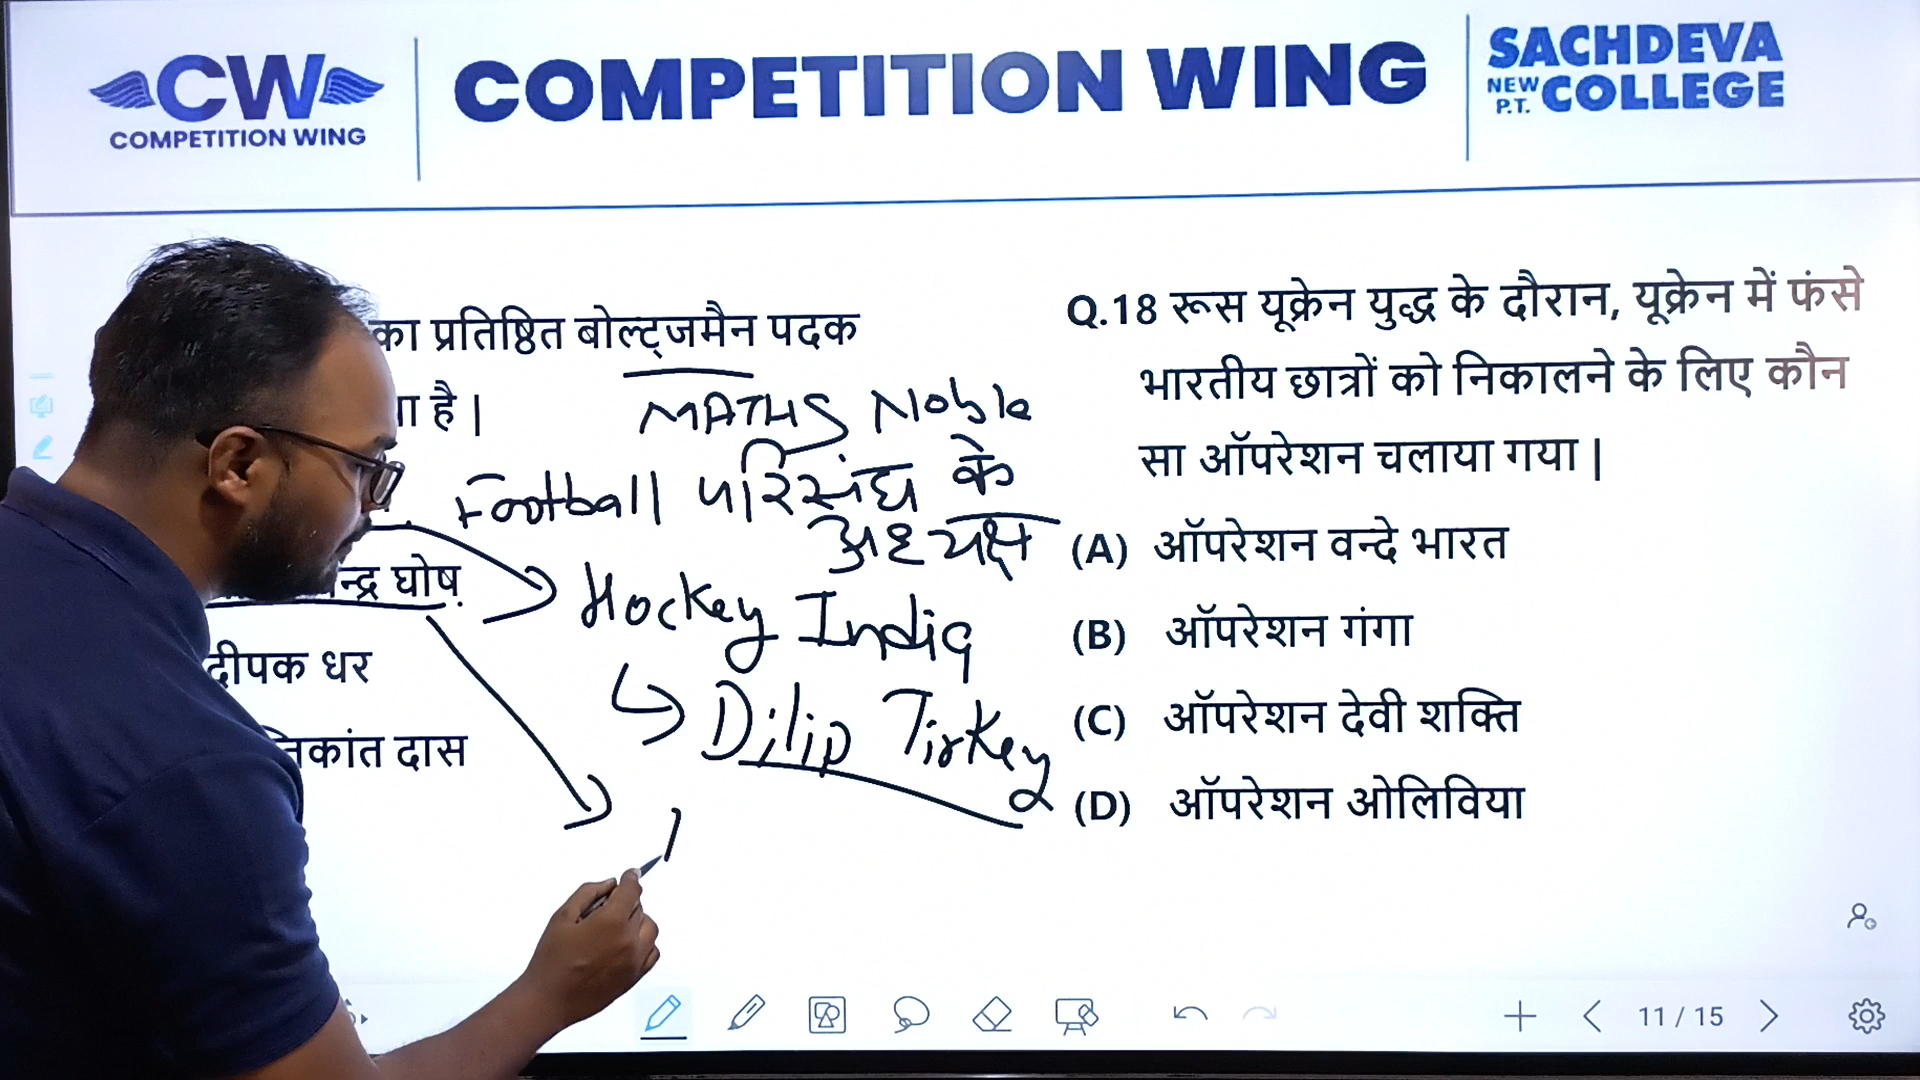 CW
COMPETITION WING
COMPETITION WING
SACHDEVA
NEW P.T. COLLEGE
का प्रतिष्ठित बोल्ट्जमैन पदक
है |
MATHS Noble
Football परिसंघ के
अध्यक्ष
न्द्र घोष
Hockey India
दीपक धर
Dilip Tirkey
तिकांत दास
Q.18 रूस यूक्रेन युद्ध के दौरान, यूक्रेन में फंसे
भारतीय छात्रों को निकालने के लिए कौन
सा ऑपरेशन चलाया गया |
(A) ऑपरेशन वन्दे भारत
(B) ऑपरेशन गंगा
(C) ऑपरेशन देवी शक्ति
(D) ऑपरेशन ओलिविया
11 / 15